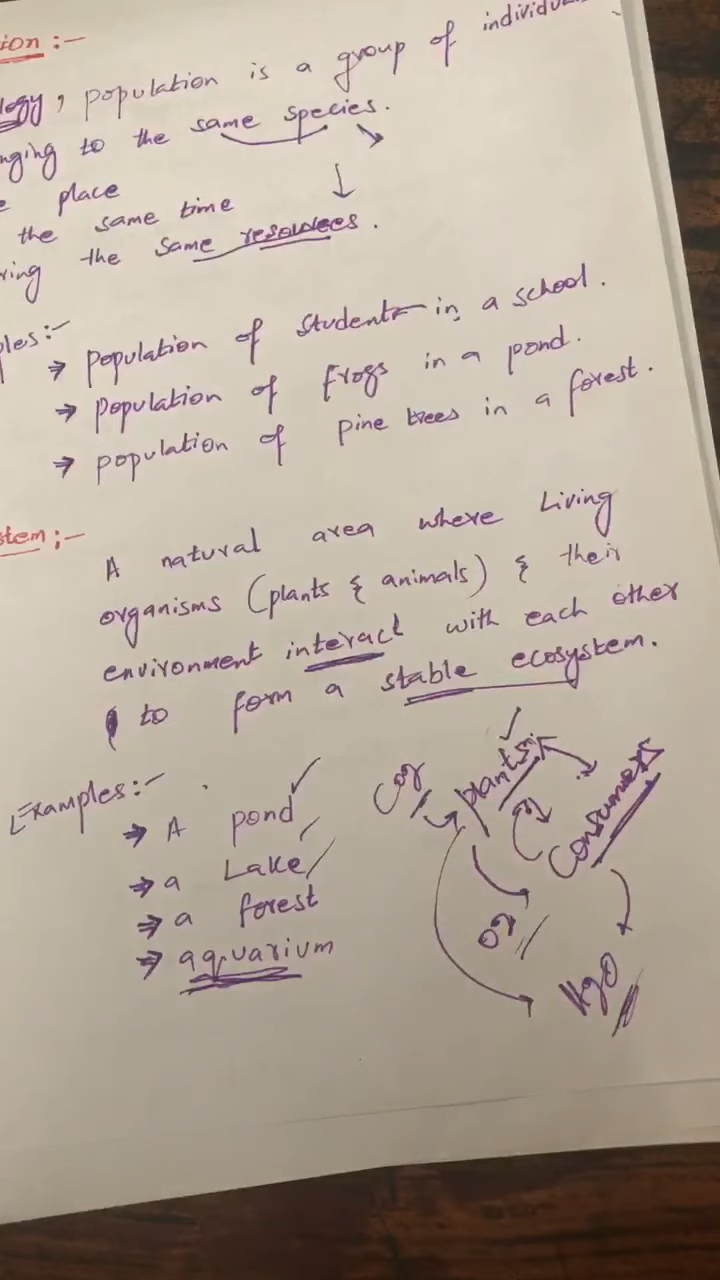 ion :-
logy, population is a group of individu
nging to the same species.
e place
the same time
ring the same resources.
ples:-
→ population of students in a school.
→ population of frogs in a pond.
→ population of pine trees in a forest.
stem :-
A natural area where Living
organisms (plants & animals) & their
environment interact with each other
to form a stable ecosystem.
Examples:-
→ A pond
→ a Lake
→ a forest
→ aquarium
CO2
plants
Consumers
O2
O2
H2O